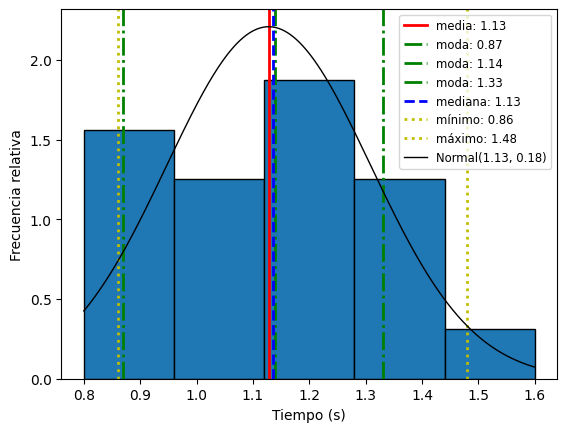 media: 1.13
moda: 0.87
moda: 1.14
moda: 1.33
mediana: 1.13
mínimo: 0.86
máximo: 1.48
Normal(1.13, 0.18)
Frecuencia relativa
2.0
1.5
1.0
0.5
0.0
0.8 0.9 1.0 1.1 1.2 1.3 1.4 1.5 1.6
Tiempo (s)